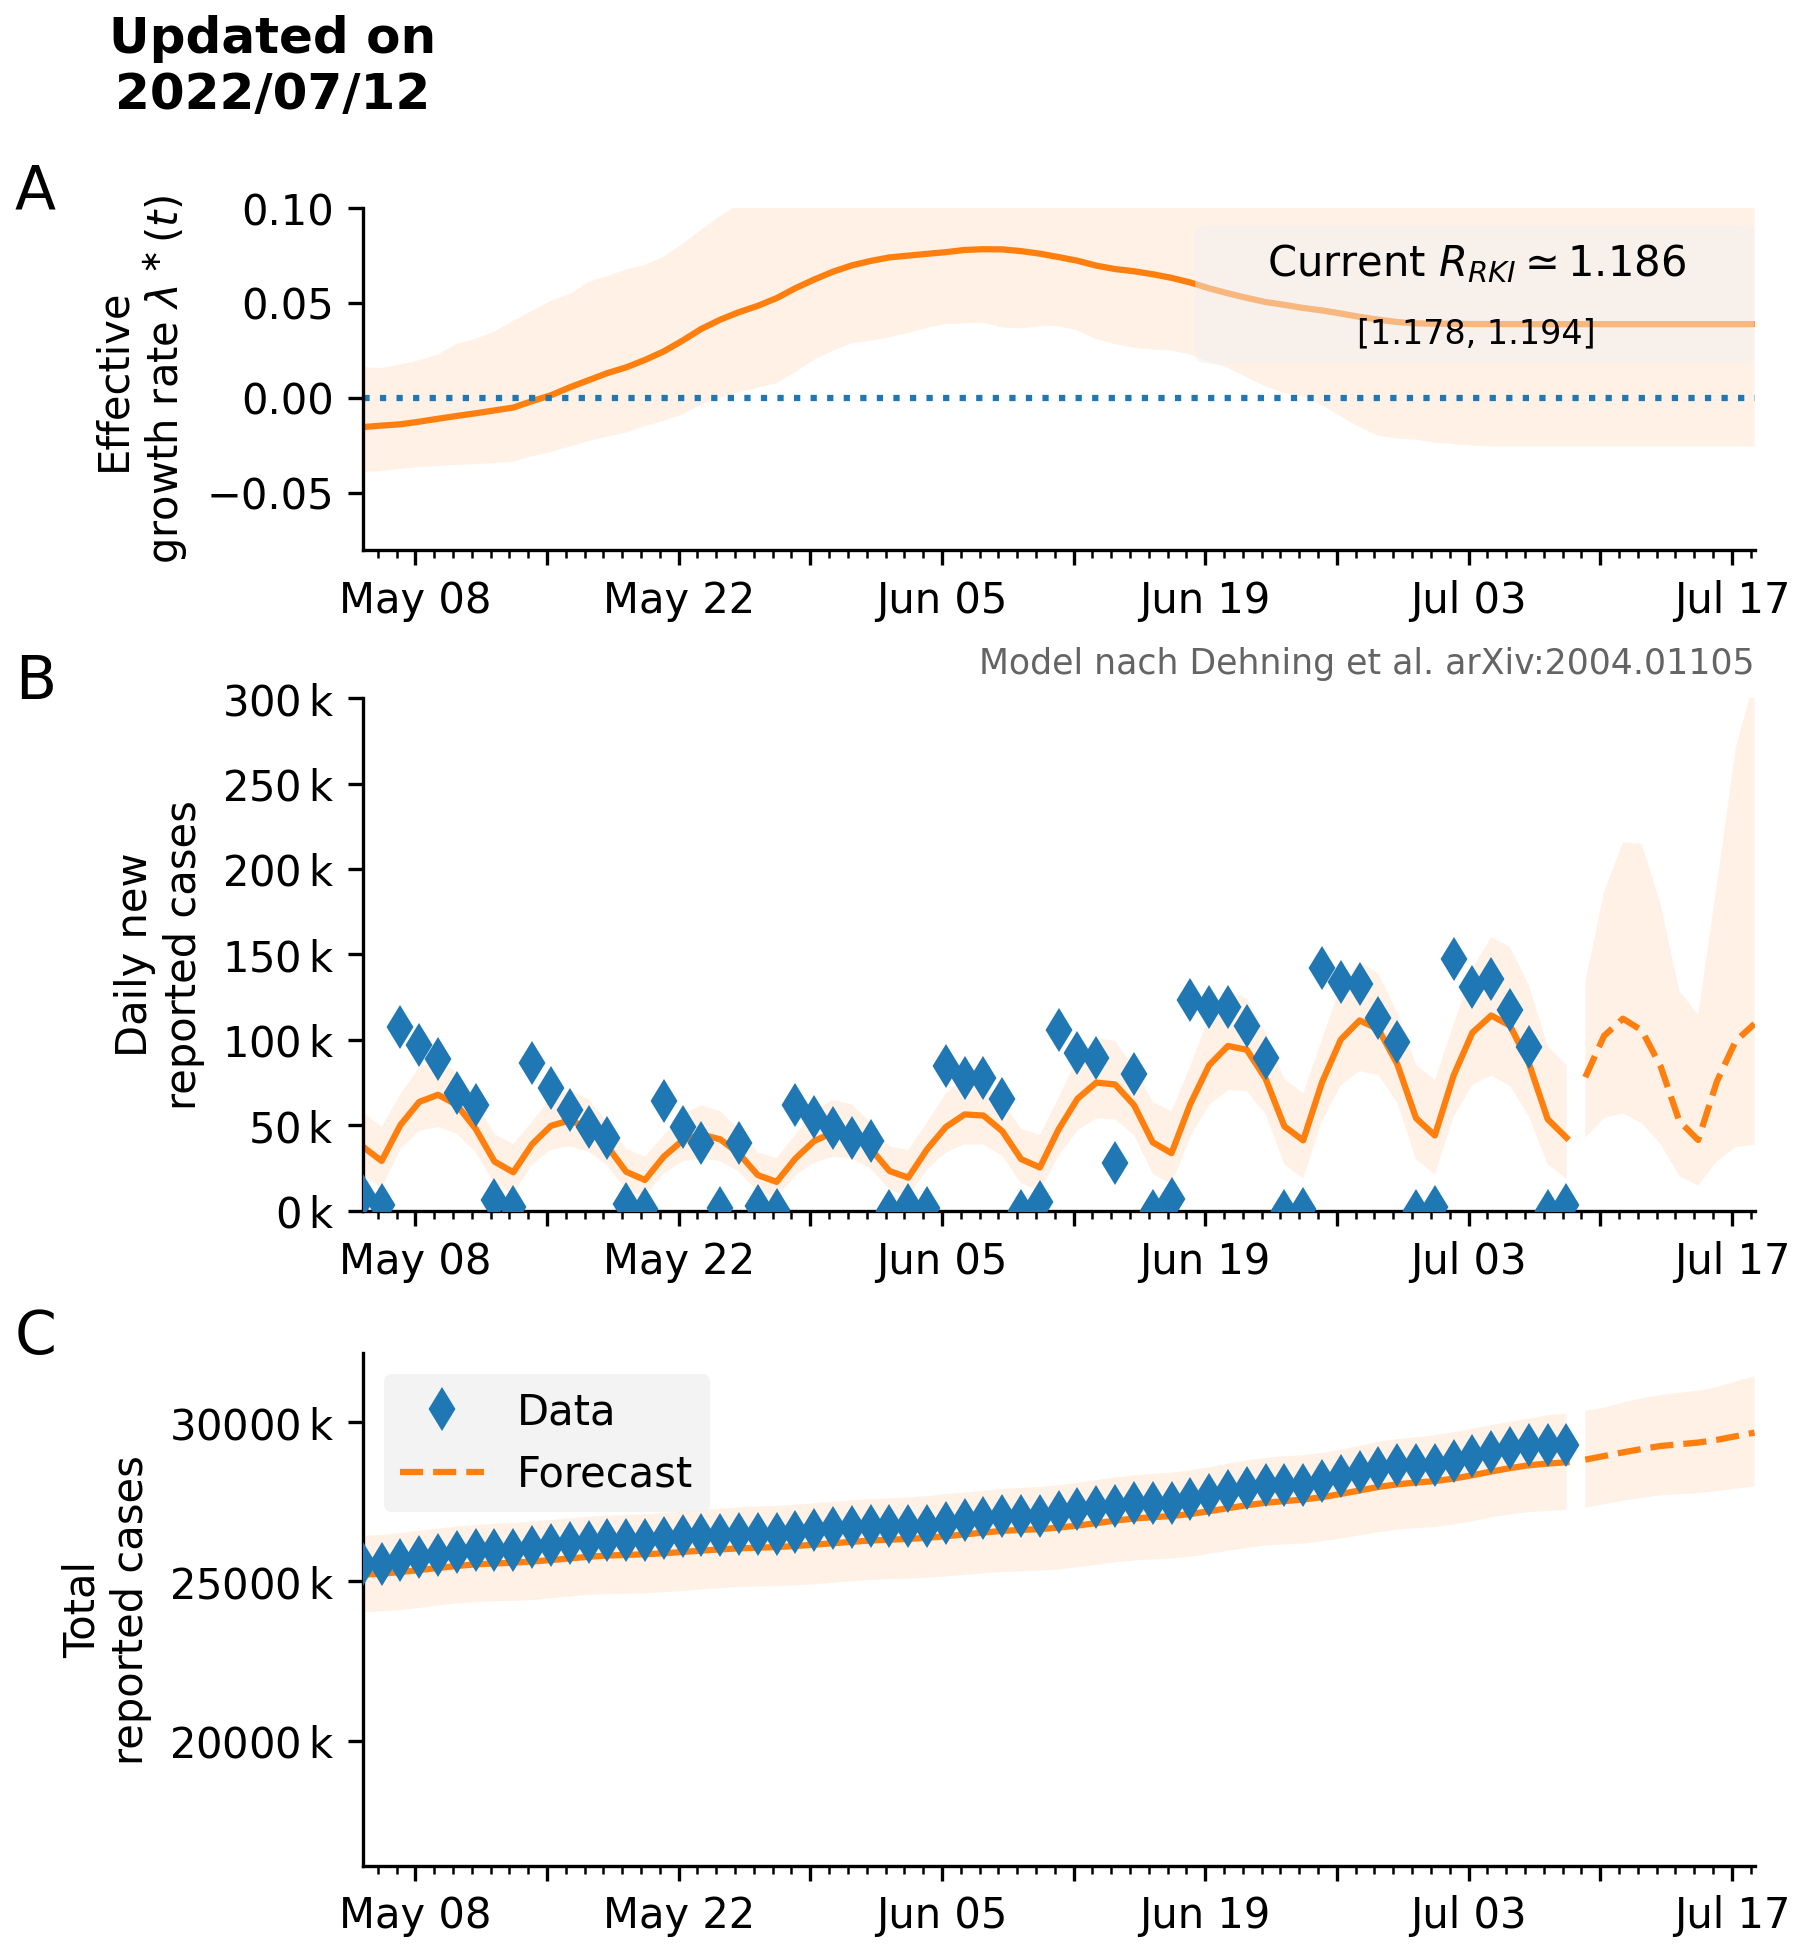 Updated on
2022/07/12
A
Effective
growth rate λ * (t)
0.10
0.05
0.00
−0.05
Current R_RKI ≃ 1.186
[1.178, 1.194]
May 08 May 22 Jun 05 Jun 19 Jul 03 Jul 17
Model nach Dehning et al. arXiv:2004.01105
B
Daily new
reported cases
300 k
250 k
200 k
150 k
100 k
50 k
0 k
May 08 May 22 Jun 05 Jun 19 Jul 03 Jul 17
C
Total
reported cases
30000 k
25000 k
20000 k
Data
Forecast
May 08 May 22 Jun 05 Jun 19 Jul 03 Jul 17